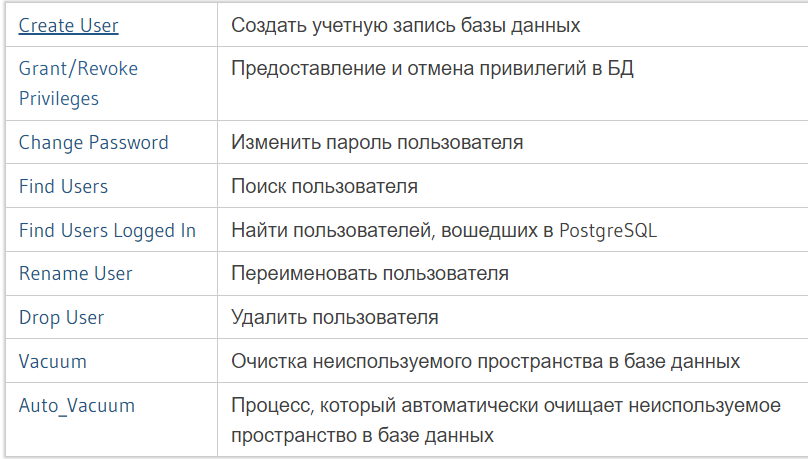 Create User Создать учетную запись базы данных
Grant/Revoke Предоставление и отмена привилегий в БД
Privileges
Change Password Изменить пароль пользователя
Find Users Поиск пользователя
Find Users Logged In Найти пользователей, вошедших в PostgreSQL
Rename User Переименовать пользователя
Drop User Удалить пользователя
Vacuum Очистка неиспользуемого пространства в базе данных
Auto_Vacuum Процесс, который автоматически очищает неиспользуемое
пространство в базе данных